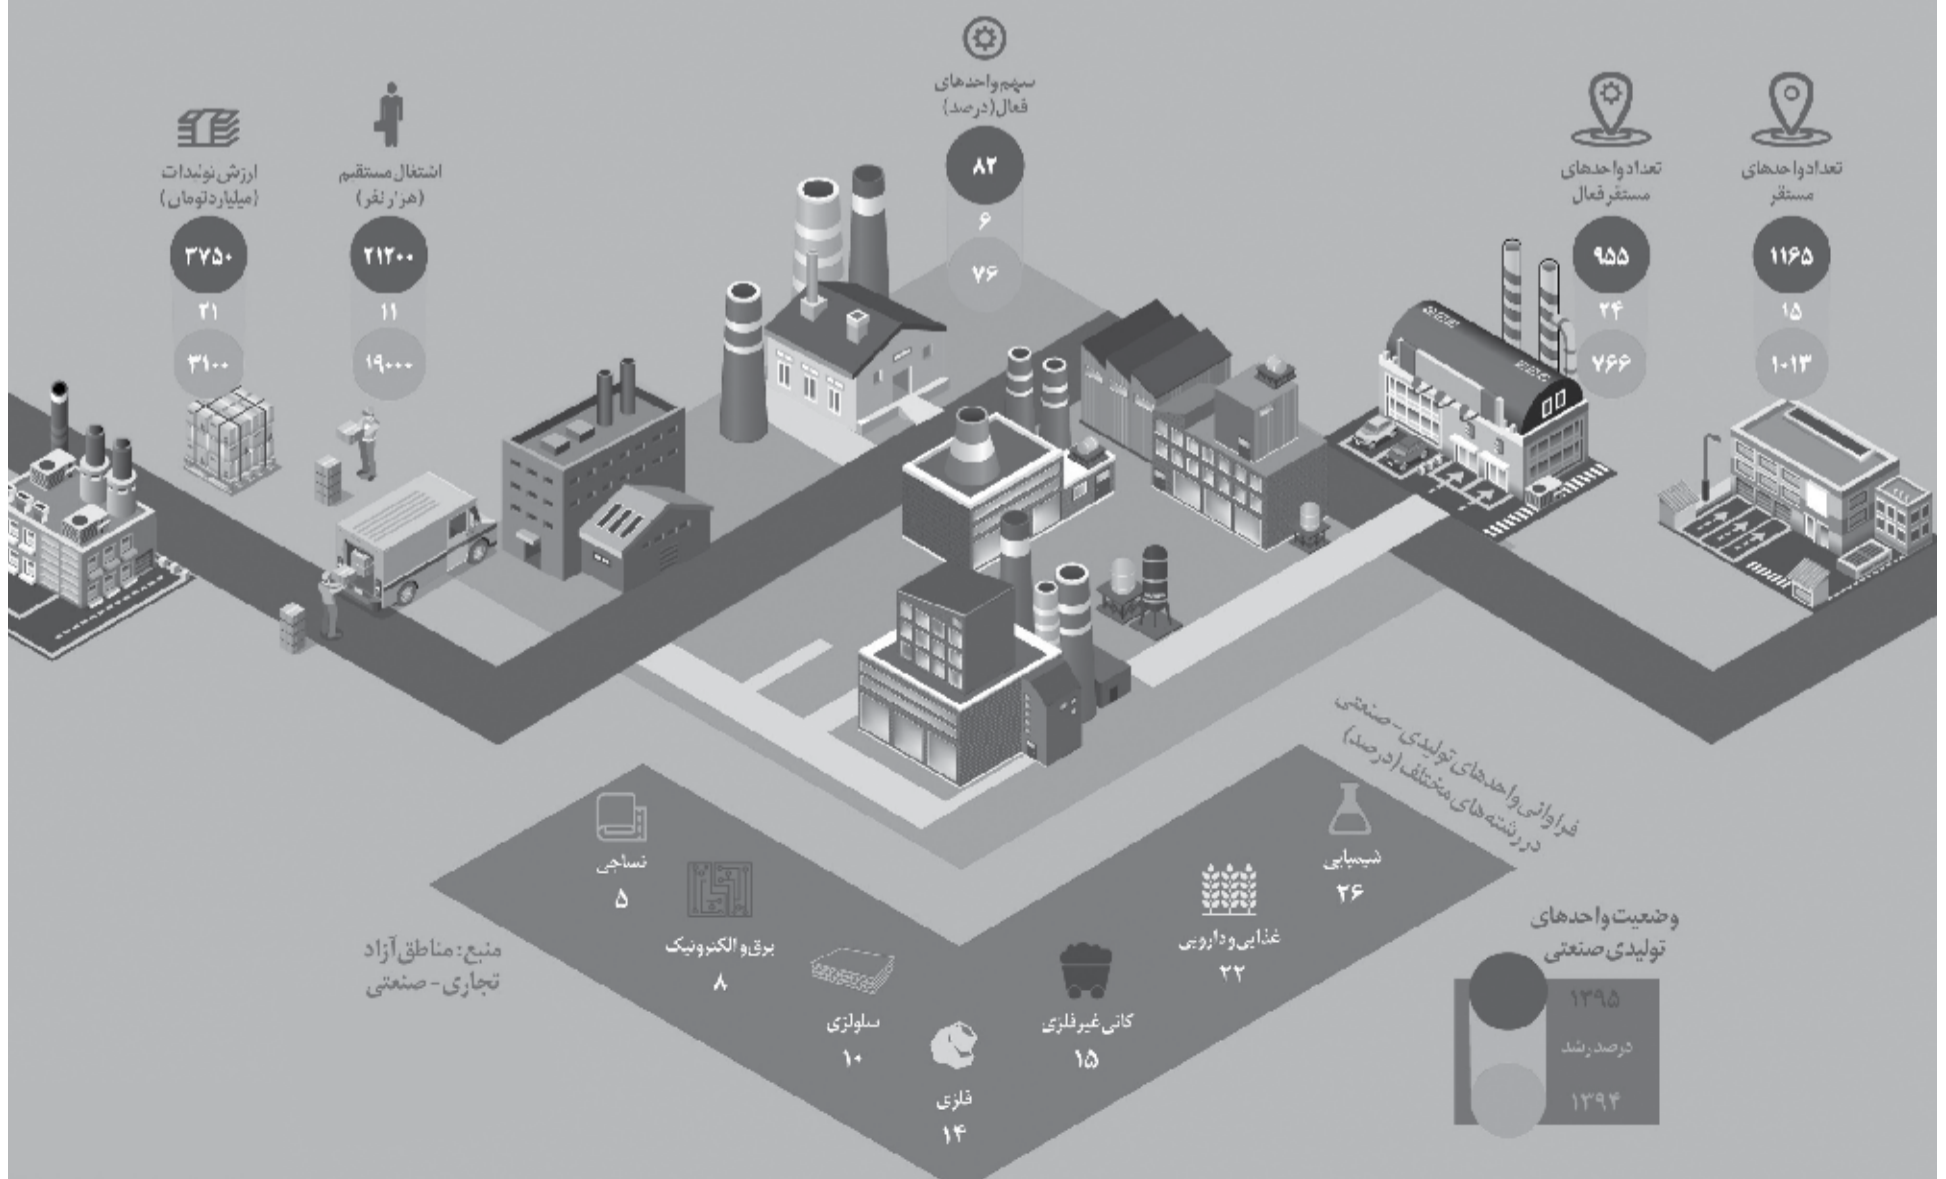 تعداد واحدهای
مستقر
۱۱۶۵
۱۵
۱۰۱۳
تعداد واحدهای
مستقر فعال
۹۵۵
۲۴
۷۶۶
سهم واحدهای
فعال (درصد)
۸۲
۶
۷۶
اشتغال مستقیم
(هزار نفر)
۲۱۲۰۰
۱۱
۱۹۰۰۰
ارزش تولیدات
(میلیارد تومان)
۳۷۵۰
۲۱
۳۱۰۰
فراوانی واحدهای تولیدی - صنعتی
در رشته‌های مختلف (درصد)
شیمیایی
۲۶
غذایی و دارویی
۲۲
کانی غیر فلزی
۱۵
فلزی
۱۴
سلولزی
۱۰
برق و الکترونیک
۸
نساجی
۵
وضعیت واحدهای
تولیدی صنعتی
۱۳۹۵
درصد رشد
۱۳۹۴
منبع: مناطق آزاد
تجاری - صنعتی